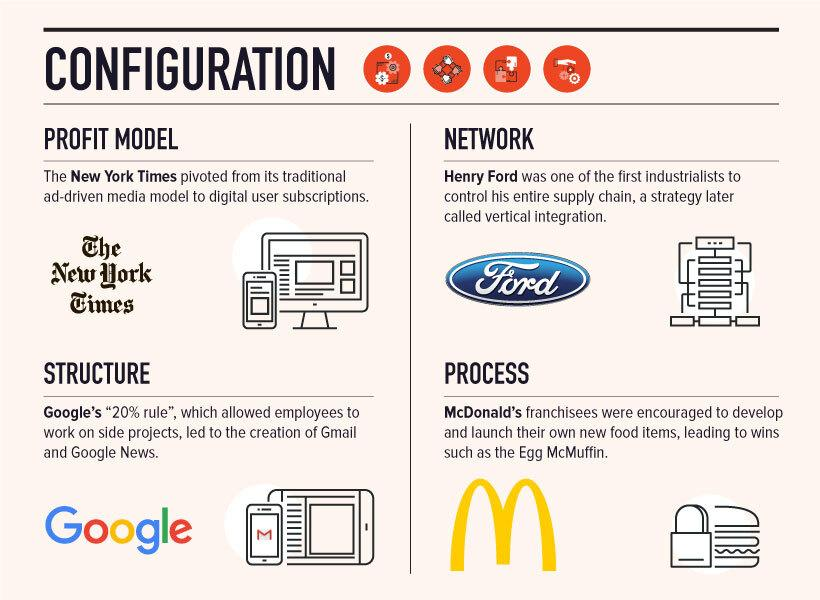 CONFIGURATION
PROFIT MODEL
The New York Times pivoted from its traditional
ad-driven media model to digital user subscriptions.
The
New York
Times
NETWORK
Henry Ford was one of the first industrialists to
control his entire supply chain, a strategy later
called vertical integration.
Ford
STRUCTURE
Google's “20% rule”, which allowed employees to
work on side projects, led to the creation of Gmail
and Google News.
Google
PROCESS
McDonald's franchisees were encouraged to develop
and launch their own new food items, leading to wins
such as the Egg McMuffin.